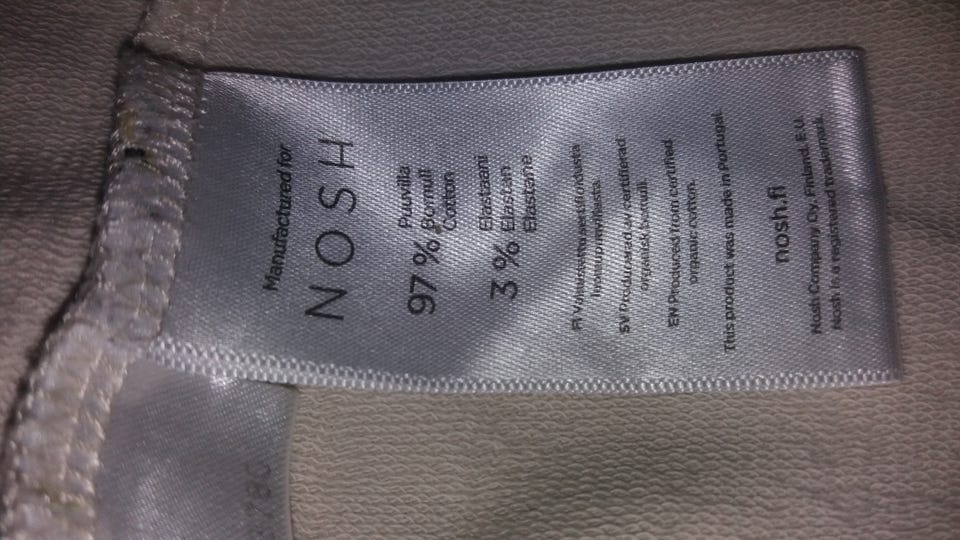 Manufactured for
NOSH
97 % Puuvilla
Bomull
Cotton
3 % Elastaani
Elastan
Elastane
FI Valmistettu sertifioidusta
luomupuuvillasta.
SV Producerad av certifierad
organisk bomull.
EN Produced from certified
organic cotton.
This product was made in Portugal.
nosh.fi
Nosh Company Oy, Finland, E.U.
Nosh is a registered trademark.